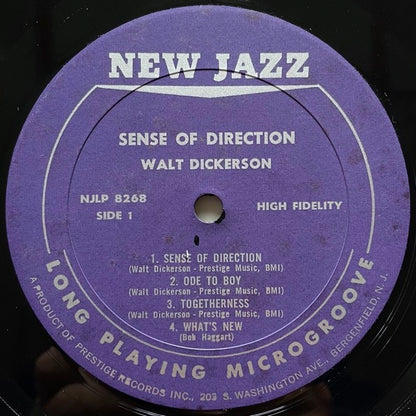 NEW JAZZ
SENSE OF DIRECTION
WALT DICKERSON
NJLP 8268
SIDE 1
HIGH FIDELITY
1. SENSE OF DIRECTION
(Walt Dickerson - Prestige Music, BMI)
2. ODE TO BOY
(Walt Dickerson - Prestige Music, BMI)
3. TOGETHERNESS
(Walt Dickerson - Prestige Music, BMI)
4. WHAT'S NEW
(Bob Haggart)
LONG PLAYING MICROGROOVE
A PRODUCT OF PRESTIGE RECORDS INC., 203 S. WASHINGTON AVE., BERGENFIELD, N. J.